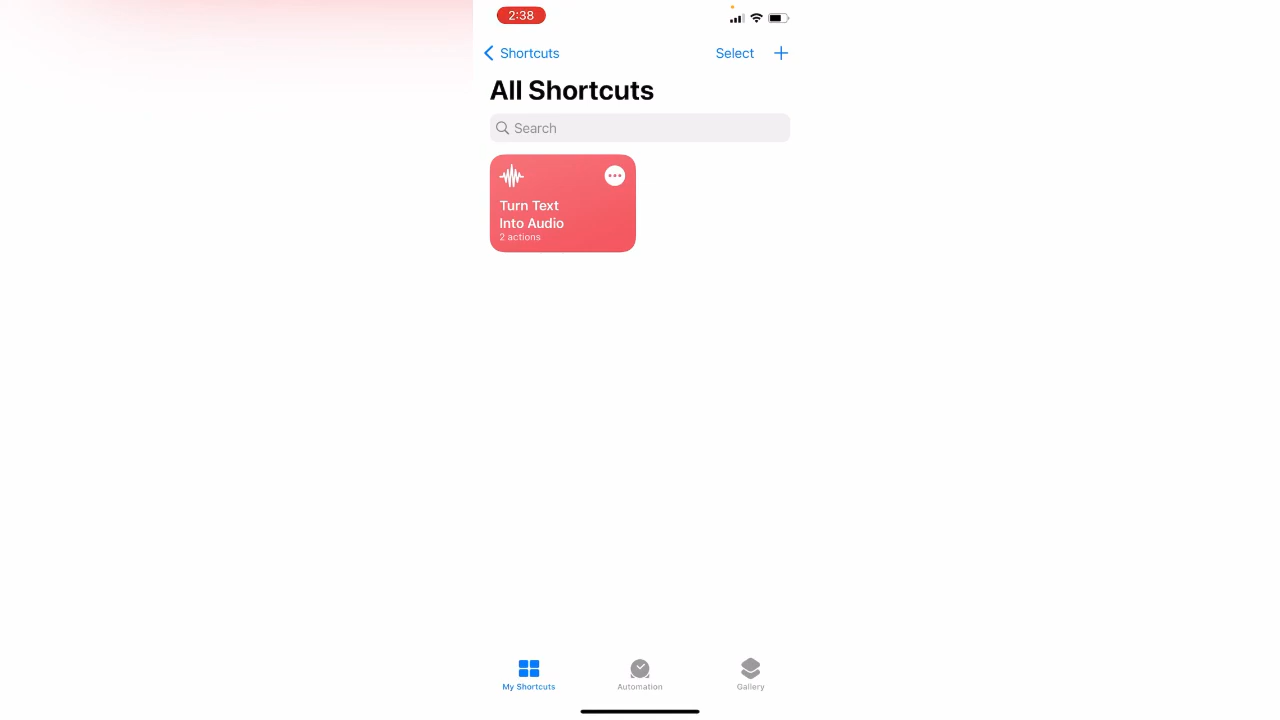 2:38
Shortcuts
Select
All Shortcuts
Search
Turn Text
Into Audio
2 actions
My Shortcuts
Automation
Gallery